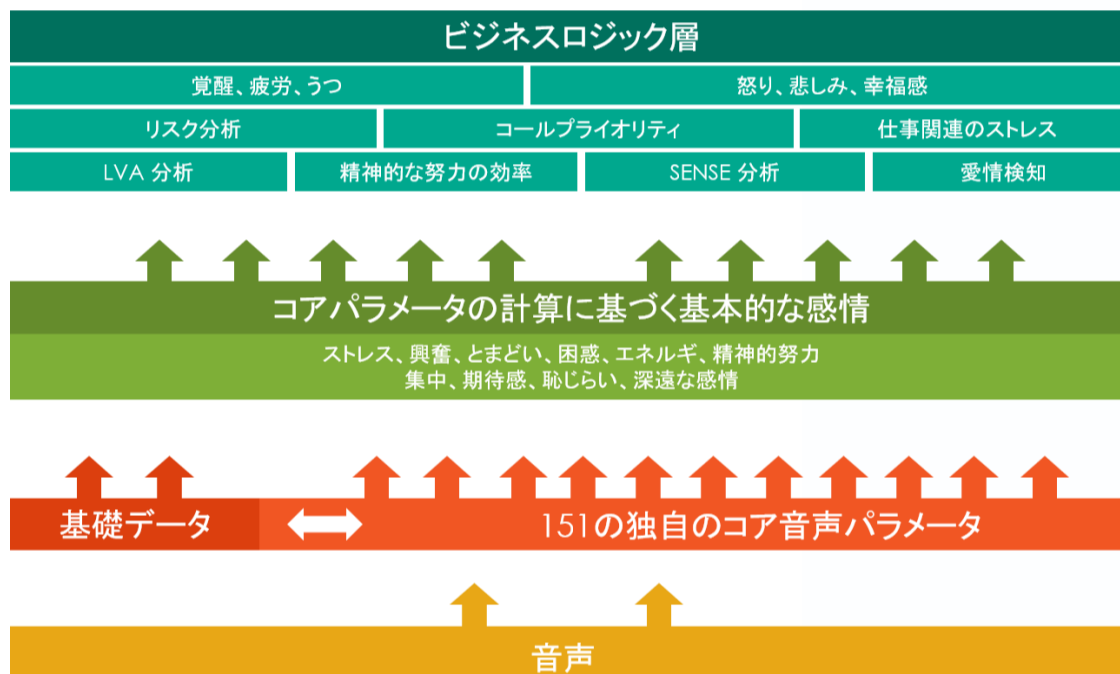 ビジネスロジック層
覚醒、疲労、うつ
怒り、悲しみ、幸福感
リスク分析
コールプライオリティ
仕事関連のストレス
LVA 分析
精神的な努力の効率
SENSE 分析
愛情検知
コアパラメータの計算に基づく基本的な感情
ストレス、興奮、とまどい、困惑、エネルギ、精神的努力
集中、期待感、恥じらい、深遠な感情
基礎データ
151の独自のコア音声パラメータ
音声